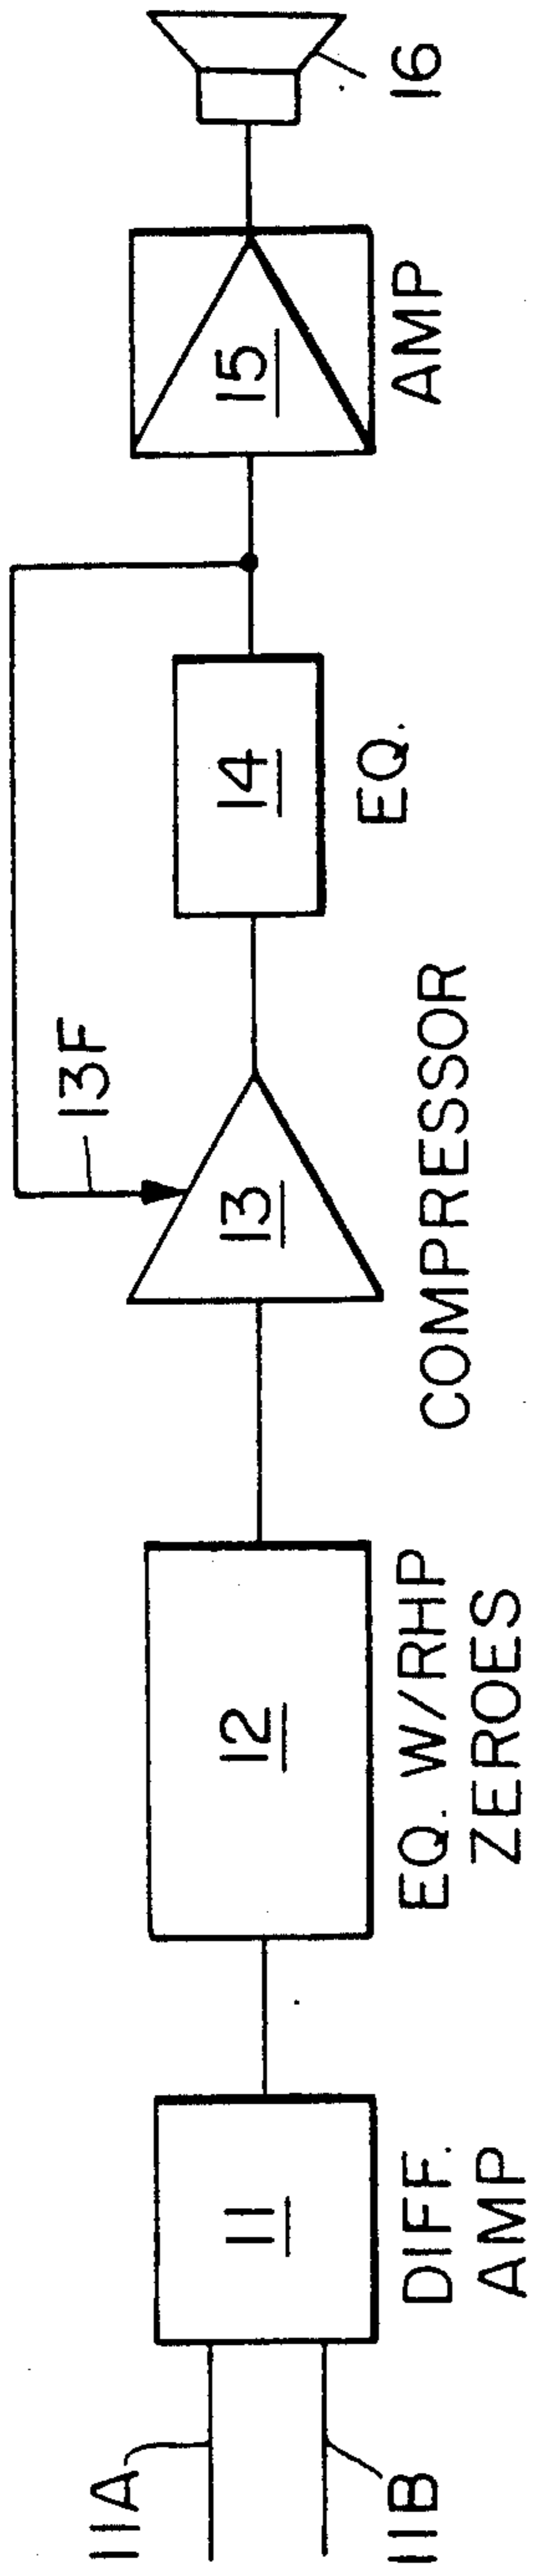 11A
11B
11
DIFF.
AMP
12
EQ. W/RHP
ZEROES
13
13F
COMPRESSOR
14
EQ.
15
AMP
16